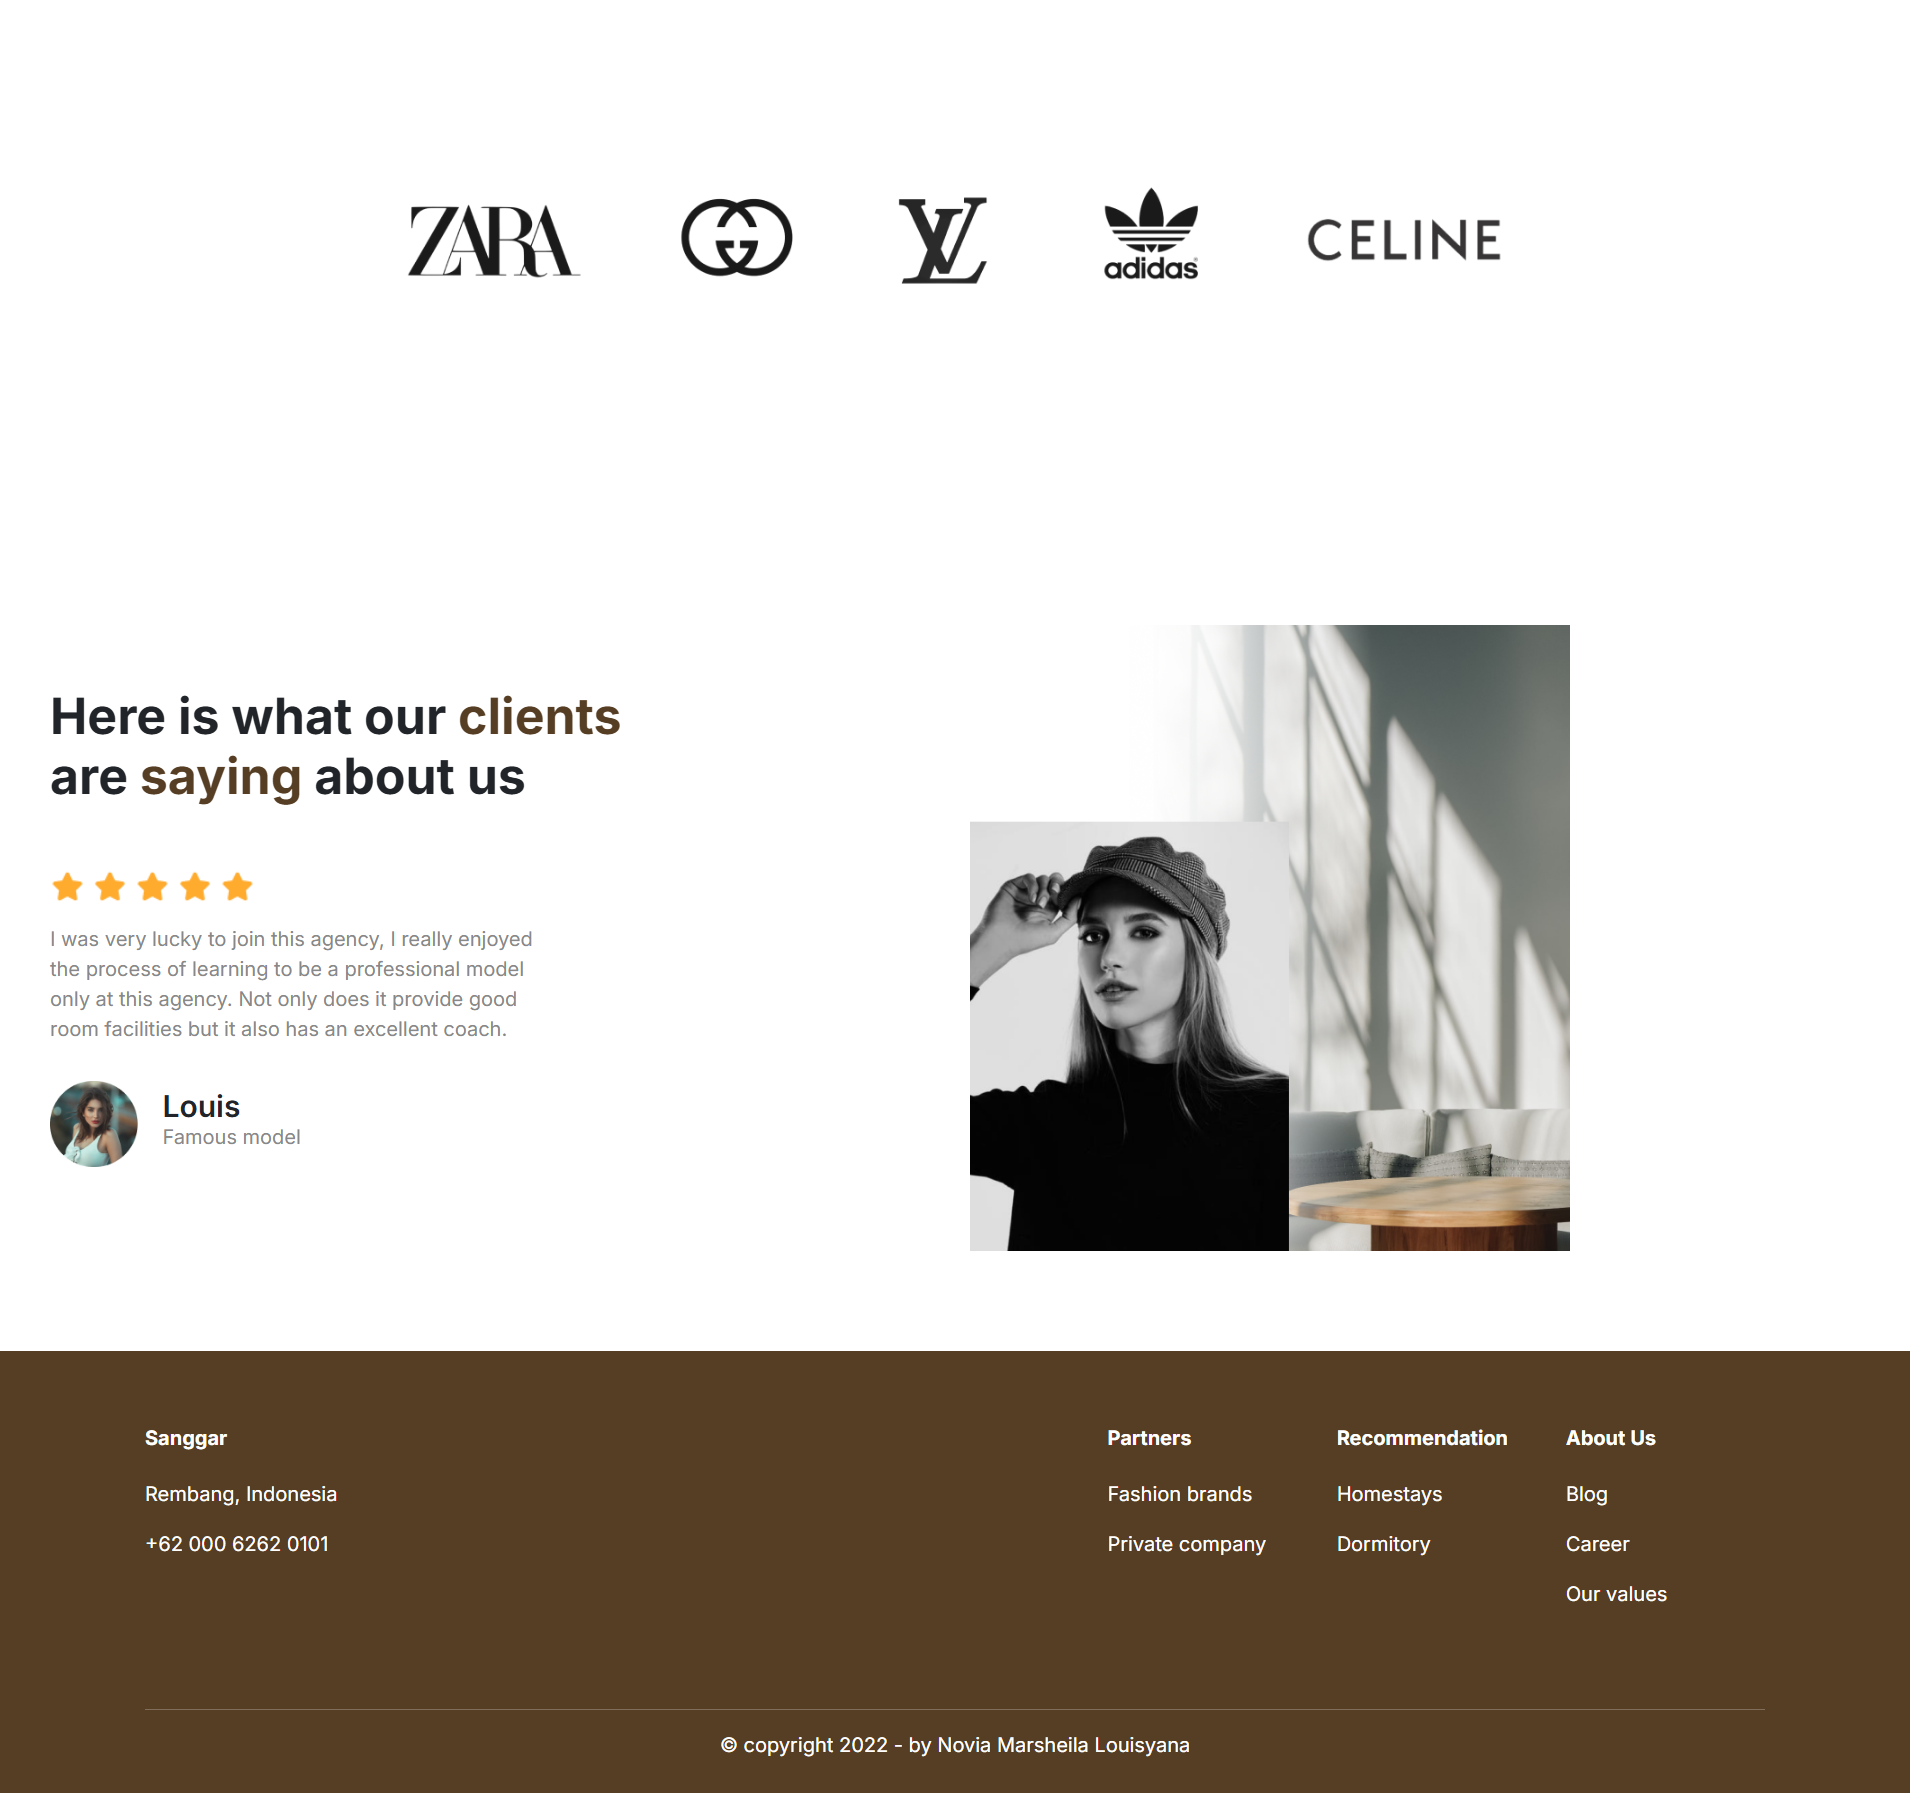 ZARA
adidas
CELINE
Here is what our clients
are saying about us
I was very lucky to join this agency, I really enjoyed
the process of learning to be a professional model
only at this agency. Not only does it provide good
room facilities but it also has an excellent coach.
Louis
Famous model
Sanggar
Rembang, Indonesia
+62 000 6262 0101
Partners
Fashion brands
Private company
Recommendation
Homestays
Dormitory
About Us
Blog
Career
Our values
© copyright 2022 - by Novia Marsheila Louisyana